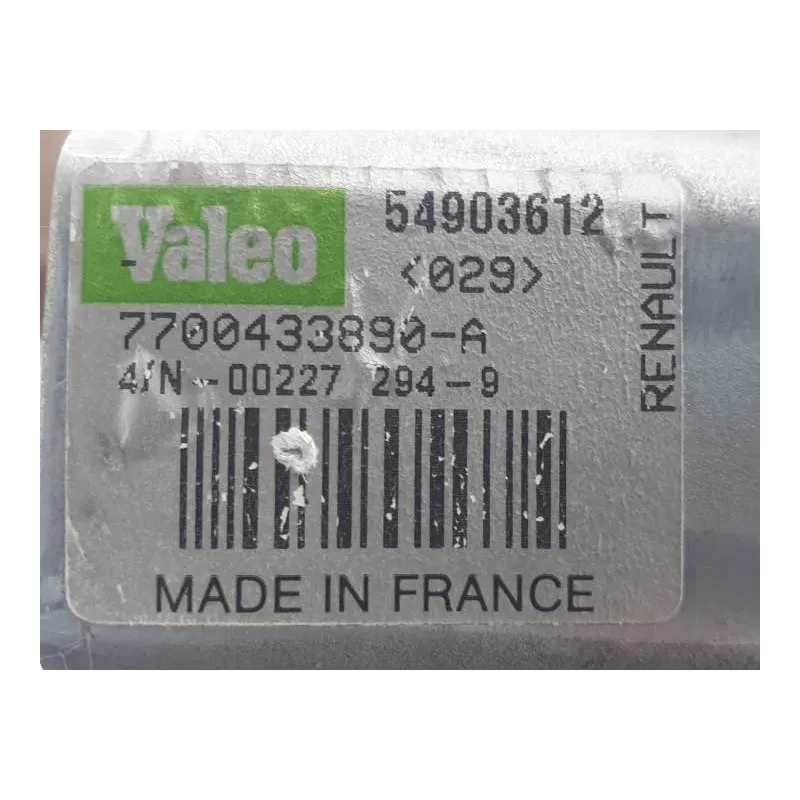 Valeo
54903612
<029>
7700433890-A
4/N-00227 294-9
RENAULT
MADE IN FRANCE